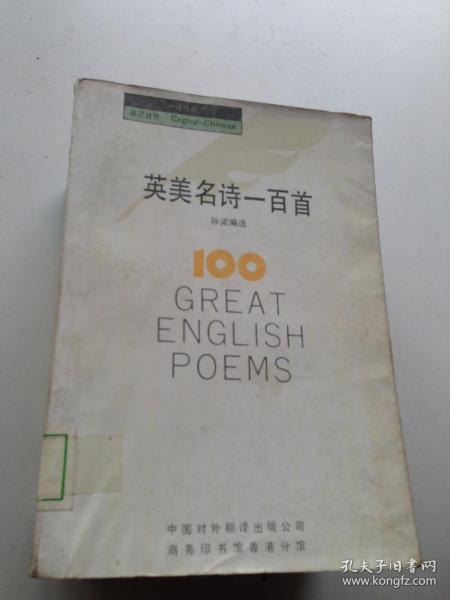 英汉对照 English-Chinese
英美名诗一百首
孙梁编选
100
GREAT
ENGLISH
POEMS
中国对外翻译出版公司
商务印书馆香港分馆
孔夫子旧书网
www.kongfz.com